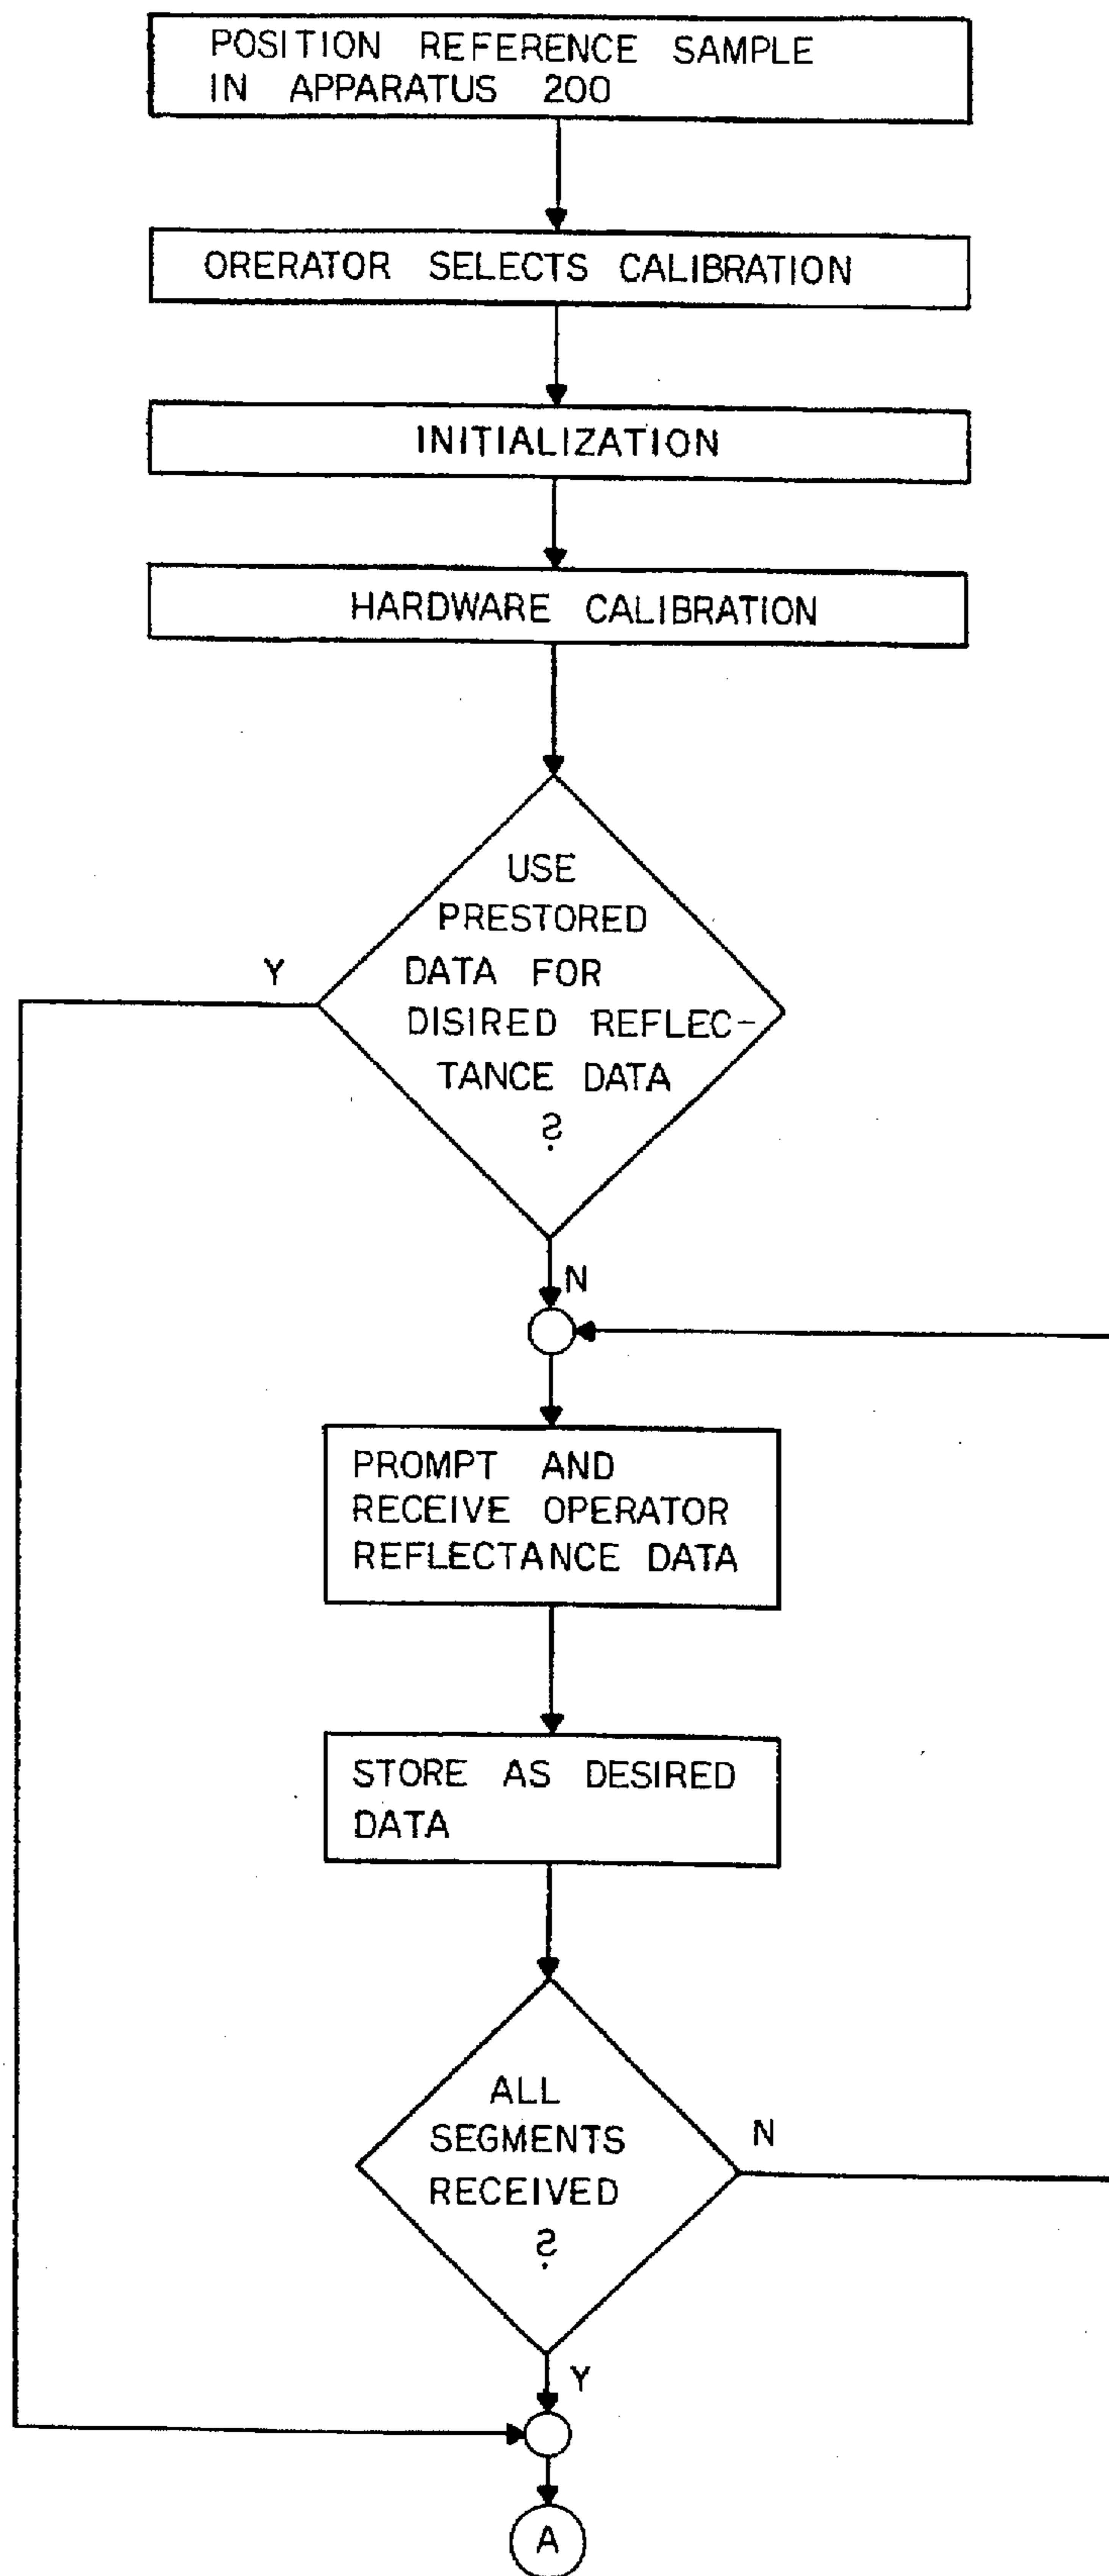 POSITION REFERENCE SAMPLE
IN APPARATUS 200
ORERATOR SELECTS CALIBRATION
INITIALIZATION
HARDWARE CALIBRATION
USE
PRESTORED
DATA FOR
DISIRED REFLEC-
TANCE DATA
?
Y
N
PROMPT AND
RECEIVE OPERATOR
REFLECTANCE DATA
STORE AS DESIRED
DATA
ALL
SEGMENTS
RECEIVED
?
N
Y
A